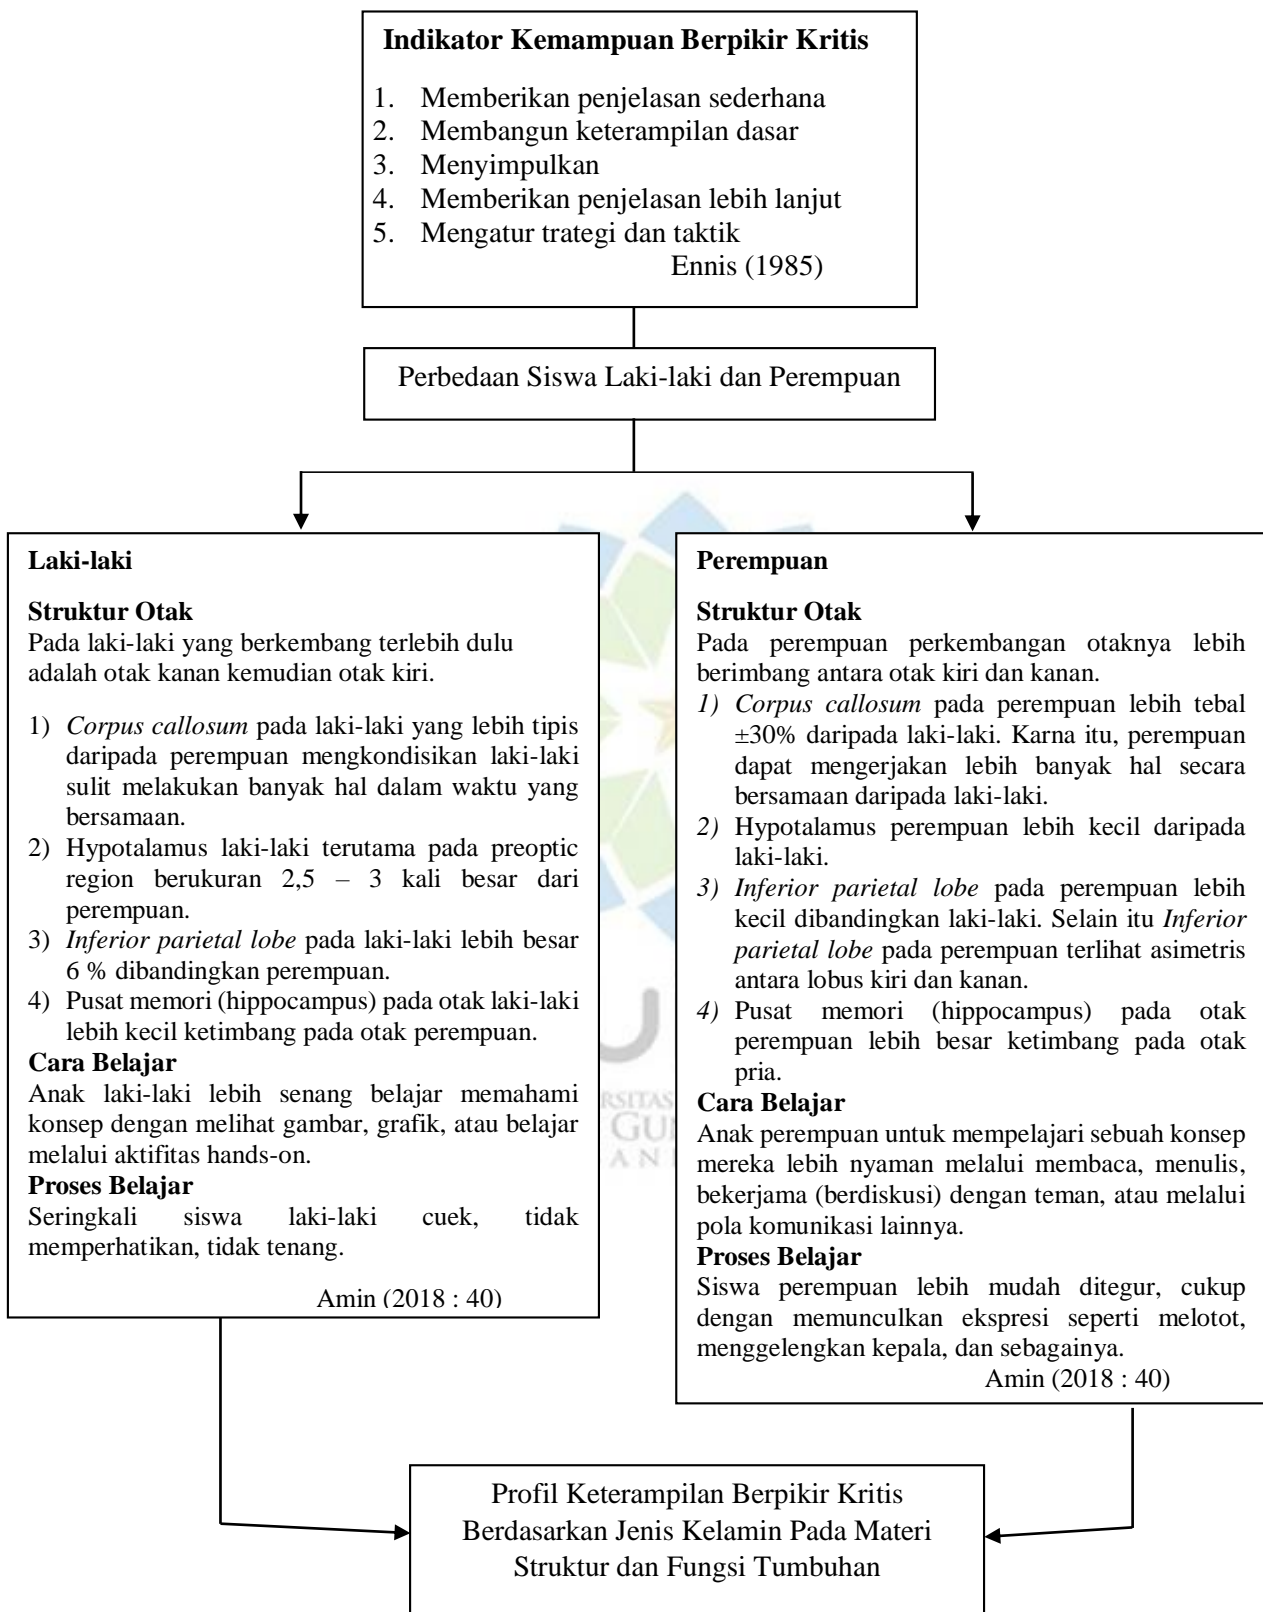 Indikator Kemampuan Berpikir Kritis
1. Memberikan penjelasan sederhana
2. Membangun keterampilan dasar
3. Menyimpulkan
4. Memberikan penjelasan lebih lanjut
5. Mengatur trategi dan taktik
Ennis (1985)
Perbedaan Siswa Laki-laki dan Perempuan
Laki-laki
Struktur Otak
Pada laki-laki yang berkembang terlebih dulu
adalah otak kanan kemudian otak kiri.
1) Corpus callosum pada laki-laki yang lebih tipis
daripada perempuan mengkondisikan laki-laki
sulit melakukan banyak hal dalam waktu yang
bersamaan.
2) Hypotalamus laki-laki terutama pada preoptic
region berukuran 2,5 – 3 kali besar dari
perempuan.
3) Inferior parietal lobe pada laki-laki lebih besar
6 % dibandingkan perempuan.
4) Pusat memori (hippocampus) pada otak laki-laki
lebih kecil ketimbang pada otak perempuan.
Cara Belajar
Anak laki-laki lebih senang belajar memahami
konsep dengan melihat gambar, grafik, atau belajar
melalui aktifitas hands-on.
Proses Belajar
Seringkali siswa laki-laki cuek, tidak
memperhatikan, tidak tenang.
Amin (2018 : 40)
Perempuan
Struktur Otak
Pada perempuan perkembangan otaknya lebih
berimbang antara otak kiri dan kanan.
1) Corpus callosum pada perempuan lebih tebal
±30% daripada laki-laki. Karna itu, perempuan
dapat mengerjakan lebih banyak hal secara
bersamaan daripada laki-laki.
2) Hypotalamus perempuan lebih kecil daripada
laki-laki.
3) Inferior parietal lobe pada perempuan lebih
kecil dibandingkan laki-laki. Selain itu Inferior
parietal lobe pada perempuan terlihat asimetris
antara lobus kiri dan kanan.
4) Pusat memori (hippocampus) pada otak
perempuan lebih besar ketimbang pada otak
pria.
Cara Belajar
Anak perempuan untuk mempelajari sebuah konsep
mereka lebih nyaman melalui membaca, menulis,
bekerjama (berdiskusi) dengan teman, atau melalui
pola komunikasi lainnya.
Proses Belajar
Siswa perempuan lebih mudah ditegur, cukup
dengan memunculkan ekspresi seperti melotot,
menggelengkan kepala, dan sebagainya.
Amin (2018 : 40)
Profil Keterampilan Berpikir Kritis
Berdasarkan Jenis Kelamin Pada Materi
Struktur dan Fungsi Tumbuhan